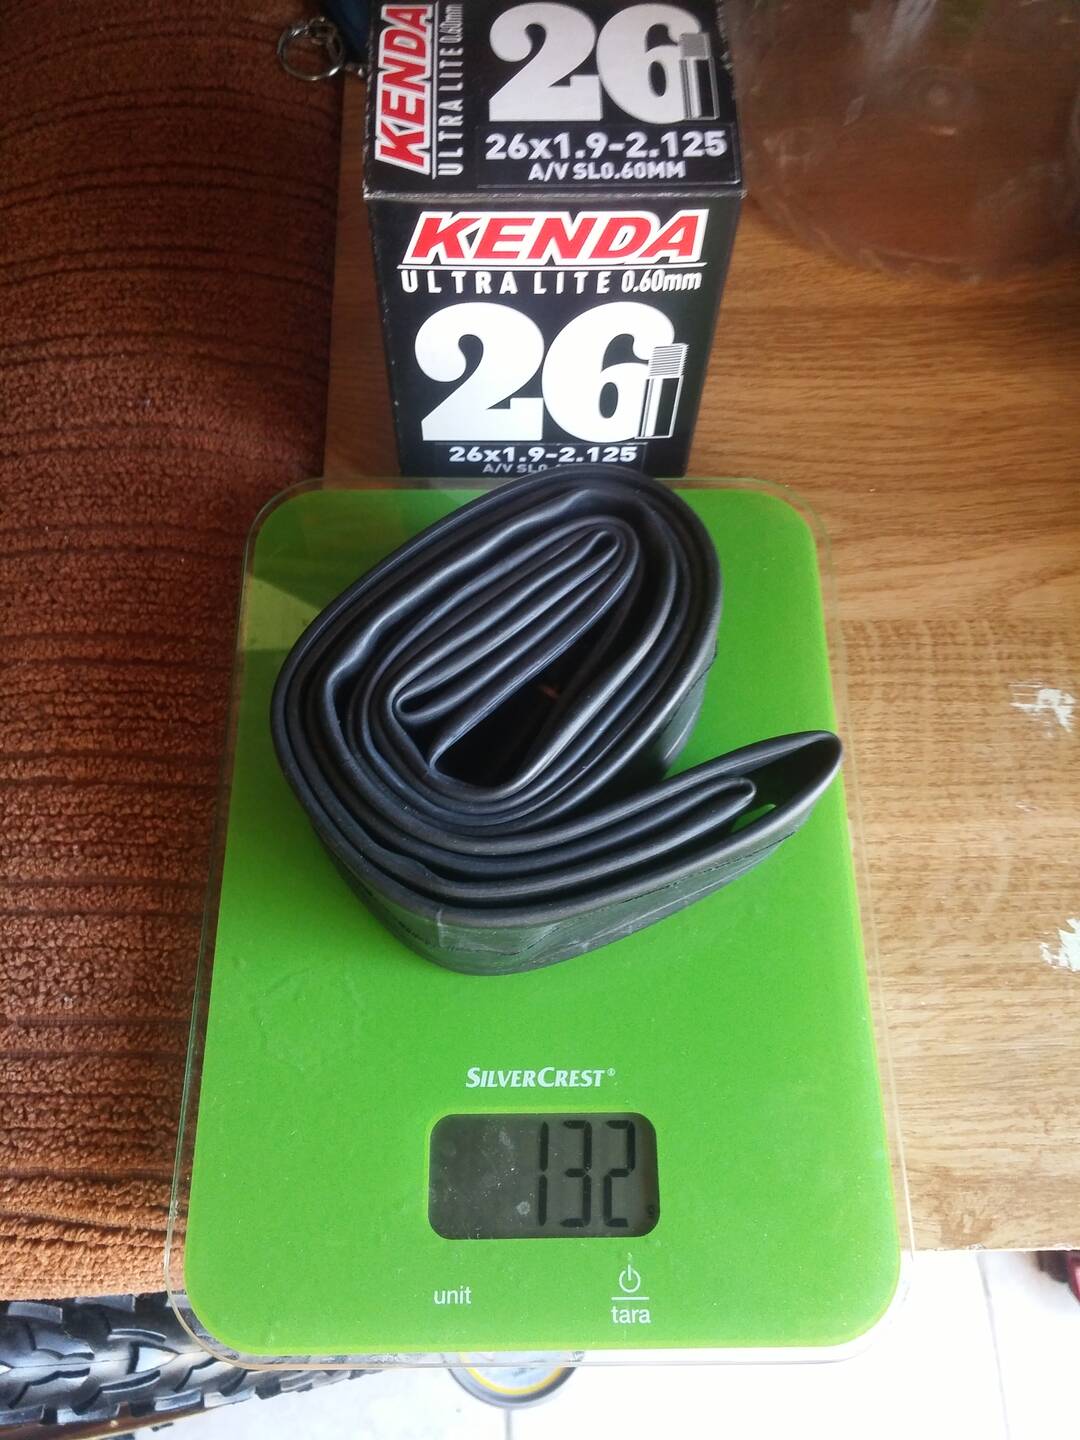 KENDA
ULTRA LITE 0.60mm
26
26x1.9-2.125
A/V SL0.60MM
KENDA
ULTRA LITE 0.60mm
26
26x1.9-2.125
A/V SL0.
SILVERCREST®
132
g
unit
tara